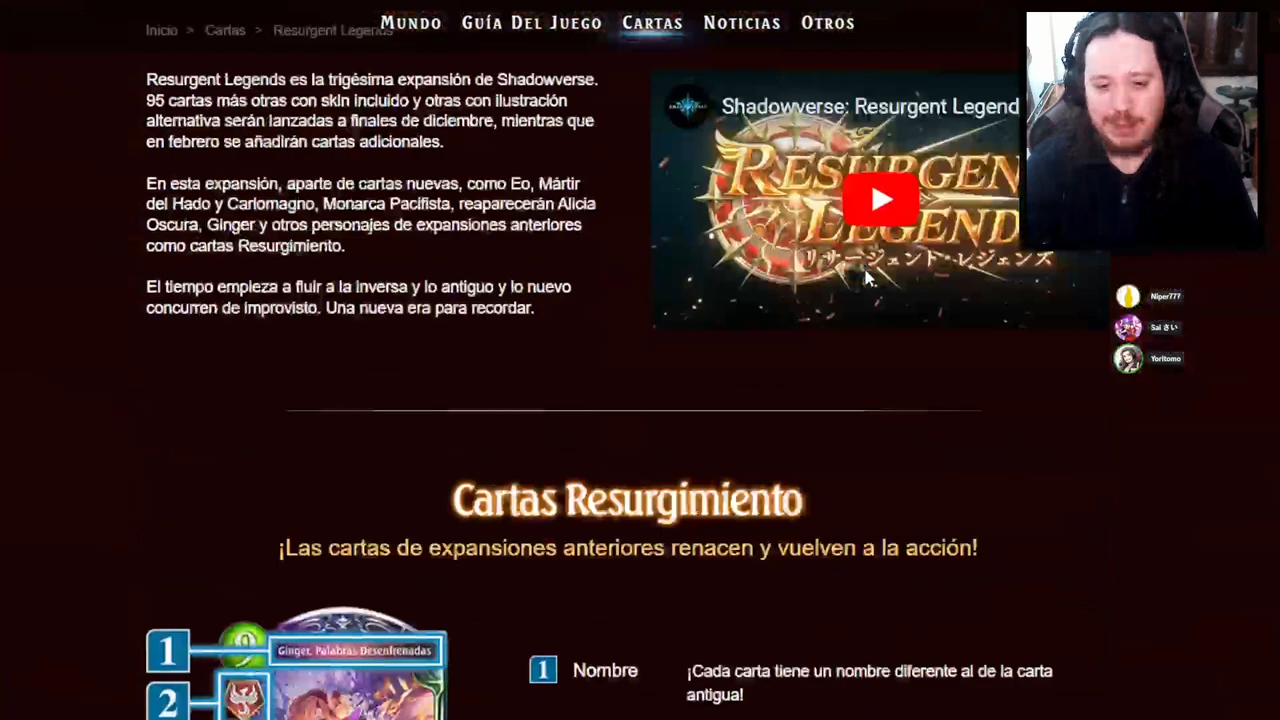 Inicio > Cartas > Resurgent Legends
Mundo Guía Del Juego Cartas Noticias Otros
Resurgent Legends es la trigésima expansión de Shadowverse.
95 cartas más otras con skin incluido y otras con ilustración
alternativa serán lanzadas a finales de diciembre, mientras que
en febrero se añadirán cartas adicionales.
En esta expansión, aparte de cartas nuevas, como Eo, Mártir
del Hado y Carlomagno, Monarca Pacifista, reaparecerán Alicia
Oscura, Ginger y otros personajes de expansiones anteriores
como cartas Resurgimiento.
El tiempo empieza a fluir a la inversa y lo antiguo y lo nuevo
concurren de improvisto. Una nueva era para recordar.
Shadowverse: Resurgent Legend
RESURGEN
LEGEND
リサージェント・レジェンズ
Niper777
Sai さい
Yoritomo
Cartas Resurgimiento
¡Las cartas de expansiones anteriores renacen y vuelven a la acción!
1
9
Ginger, Palabras Desenfrenadas
2
1 Nombre
¡Cada carta tiene un nombre diferente al de la carta
antigua!